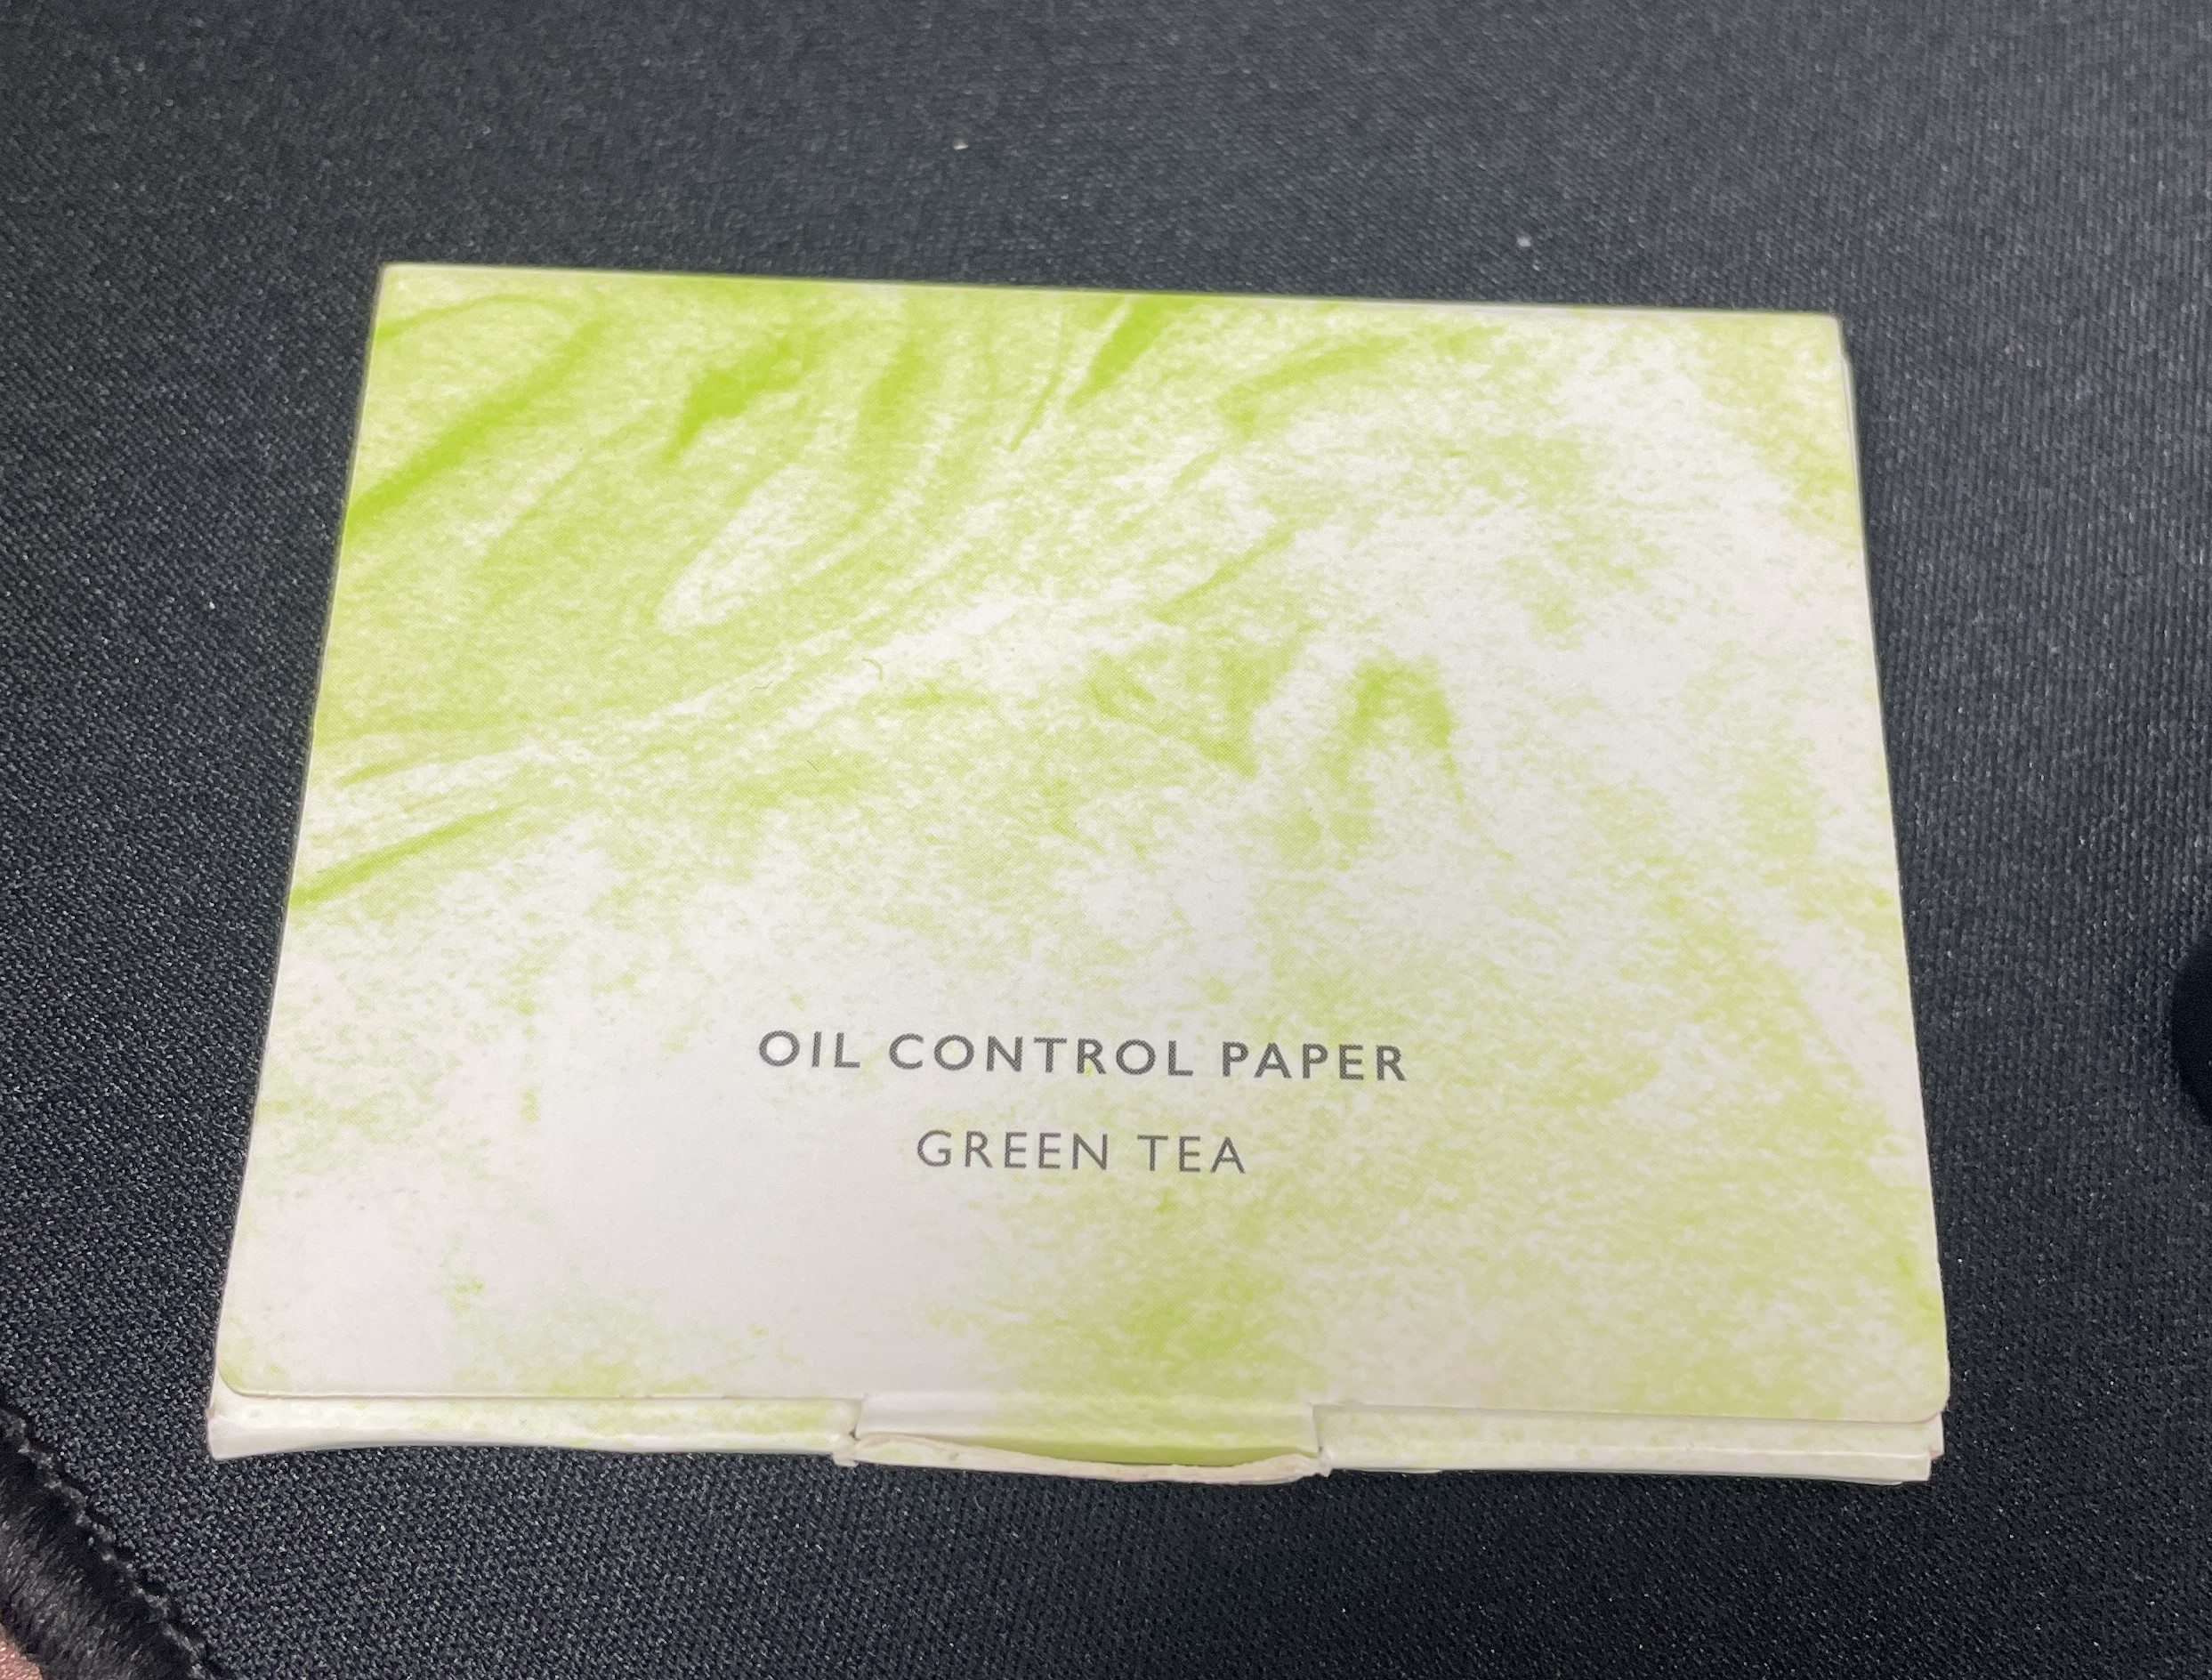 OIL CONTROL PAPER
GREEN TEA